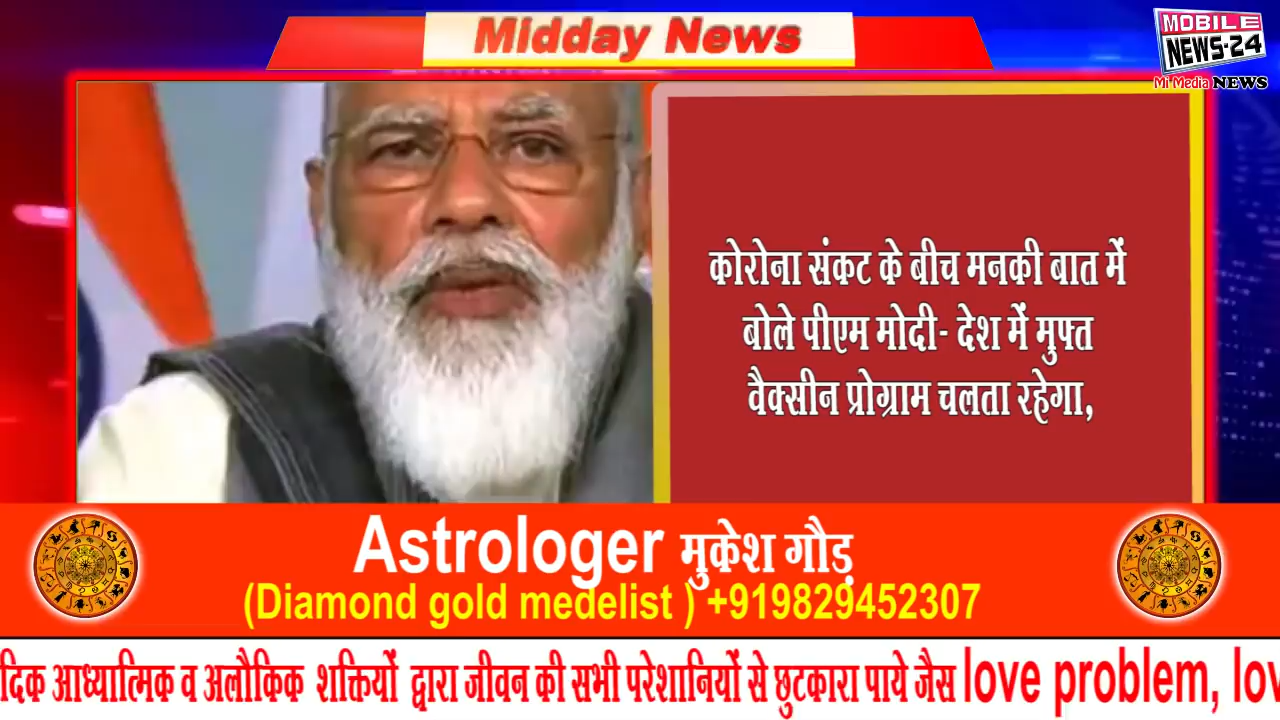 Midday News
MOBILE
NEWS-24
Mi Media NEWS
कोरोना संकट के बीच मनकी बात में
बोले पीएम मोदी- देश में मुफ्त
वैक्सीन प्रोग्राम चलता रहेगा,
Astrologer मुकेश गौड़
(Diamond gold medelist ) +919829452307
दिक आध्यात्मिक व अलौकिक शक्तियों द्वारा जीवन की सभी परेशानियों से छुटकारा पाये जैस love problem, lov